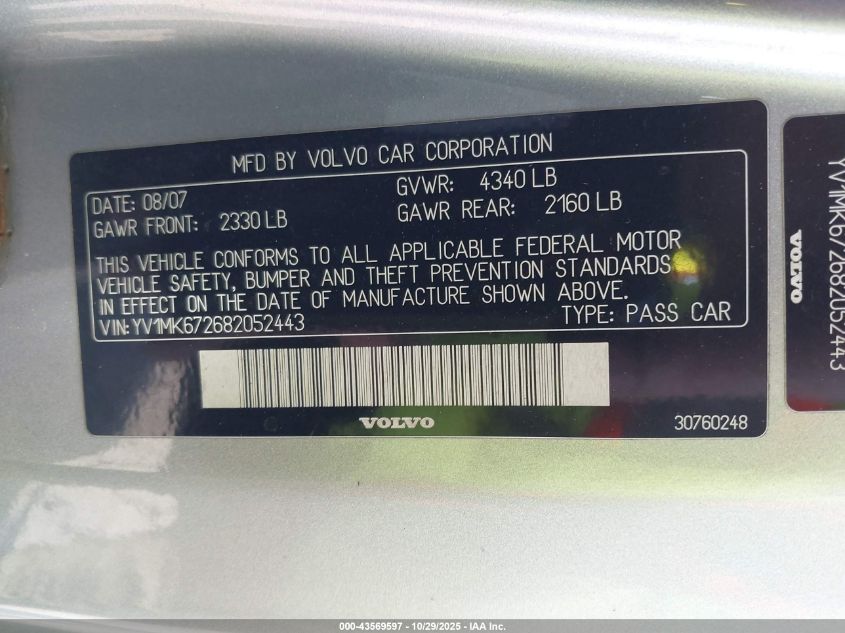 MFD BY VOLVO CAR CORPORATION
DATE: 08/07 GVWR: 4340 LB
GAWR FRONT: 2330 LB GAWR REAR: 2160 LB
THIS VEHICLE CONFORMS TO ALL APPLICABLE FEDERAL MOTOR
VEHICLE SAFETY, BUMPER AND THEFT PREVENTION STANDARDS
IN EFFECT ON THE DATE OF MANUFACTURE SHOWN ABOVE.
VIN: YV1MK672682052443 TYPE: PASS CAR
VOLVO 30760248
YV1MK672682052443
VOLVO
000-43569597 - 10/29/2025 - IAA Inc.